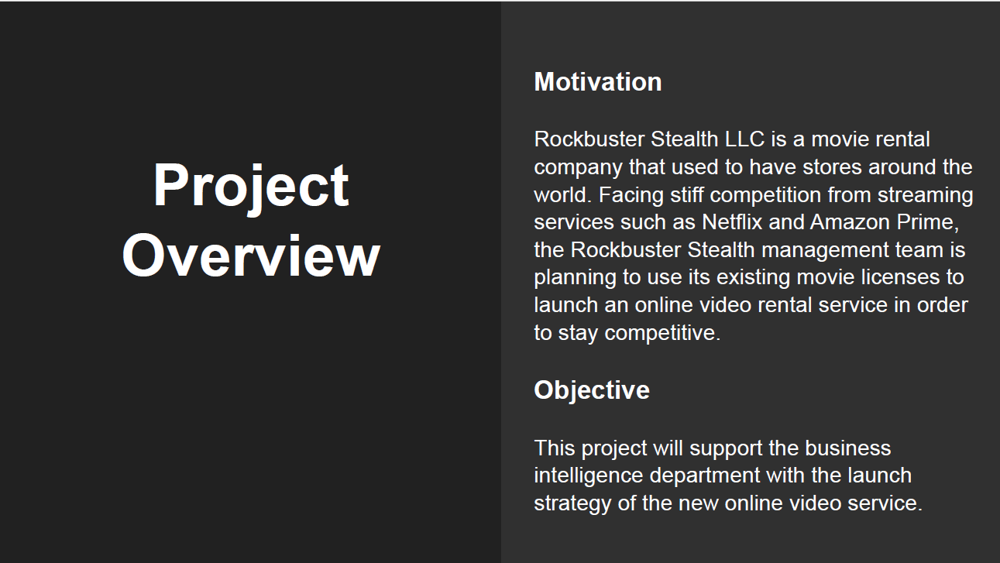 Project
Overview
Motivation
Rockbuster Stealth LLC is a movie rental
company that used to have stores around the
world. Facing stiff competition from streaming
services such as Netflix and Amazon Prime,
the Rockbuster Stealth management team is
planning to use its existing movie licenses to
launch an online video rental service in order
to stay competitive.
Objective
This project will support the business
intelligence department with the launch
strategy of the new online video service.